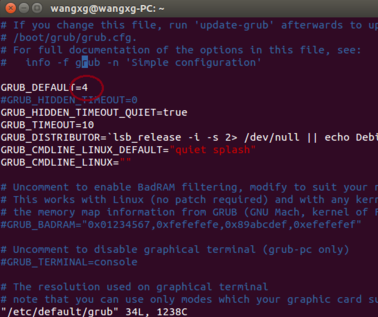 wangxg@wangxg-PC: ~
# If you change this file, run 'update-grub' afterwards to up
# /boot/grub/grub.cfg.
# For full documentation of the options in this file, see:
#   info -f grub -n 'Simple configuration'
GRUB_DEFAULT=4
#GRUB_HIDDEN_TIMEOUT=0
GRUB_HIDDEN_TIMEOUT_QUIET=true
GRUB_TIMEOUT=10
GRUB_DISTRIBUTOR=`lsb_release -i -s 2> /dev/null || echo Debi
GRUB_CMDLINE_LINUX_DEFAULT="quiet splash"
GRUB_CMDLINE_LINUX=""
# Uncomment to enable BadRAM filtering, modify to suit your n
# This works with Linux (no patch required) and with any kern
# the memory map information from GRUB (GNU Mach, kernel of F
#GRUB_BADRAM="0x01234567,0xfefefefe,0x89abcdef,0xefefefef"
# Uncomment to disable graphical terminal (grub-pc only)
#GRUB_TERMINAL=console
# The resolution used on graphical terminal
# note that you can use only modes which your graphic card su
"/etc/default/grub" 34L, 1238C